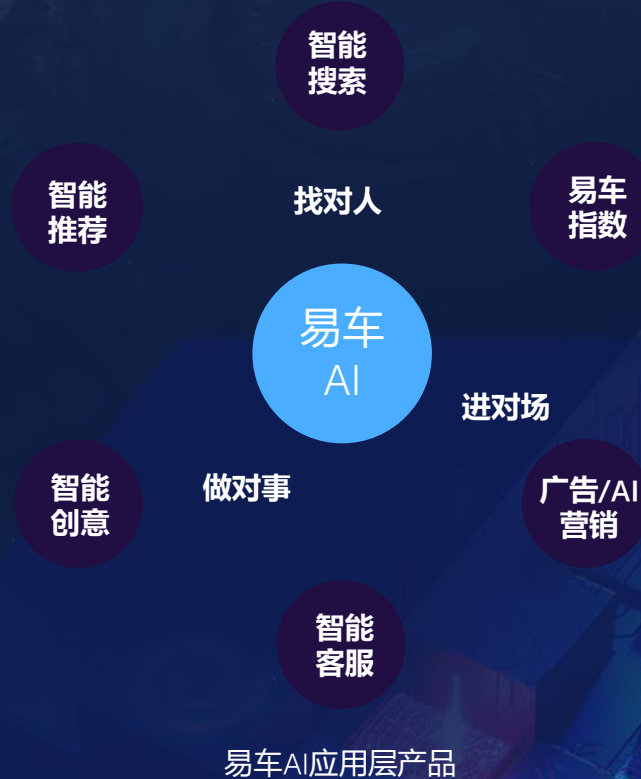 智能
搜索
智能
推荐
找对人
易车
指数
易车
AI
进对场
做对事
智能
创意
广告/AI
营销
智能
客服
易车AI应用层产品